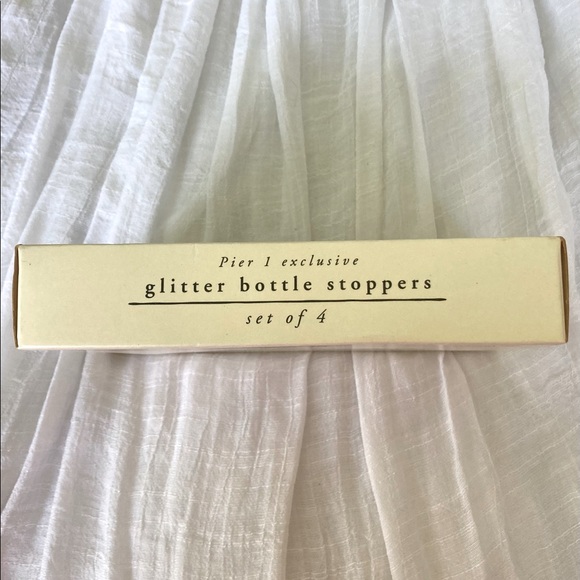 Pier 1 exclusive
glitter bottle stoppers
set of 4